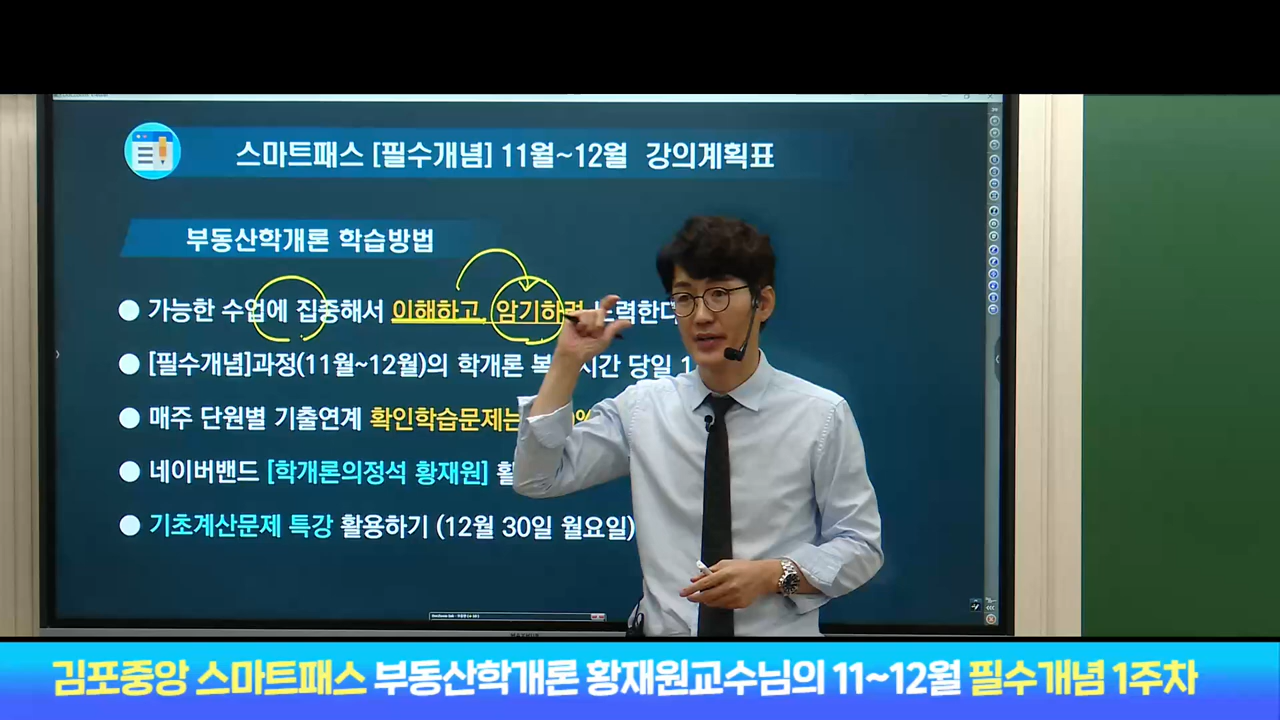 스마트패스 [필수개념] 11월~12월 강의계획표
부동산학개론 학습방법
● 가능한 수업에 집중해서 이해하고, 암기하려 노력한다
● [필수개념]과정(11월~12월)의 학개론 복 시간 당일 1
● 매주 단원별 기출연계 확인학습문제는
● 네이버밴드 [학개론의정석 황재원] 활
● 기초계산문제 특강 활용하기 (12월 30일 월요일)
김포중앙 스마트패스 부동산학개론 황재원교수님의 11~12월 필수개념 1주차